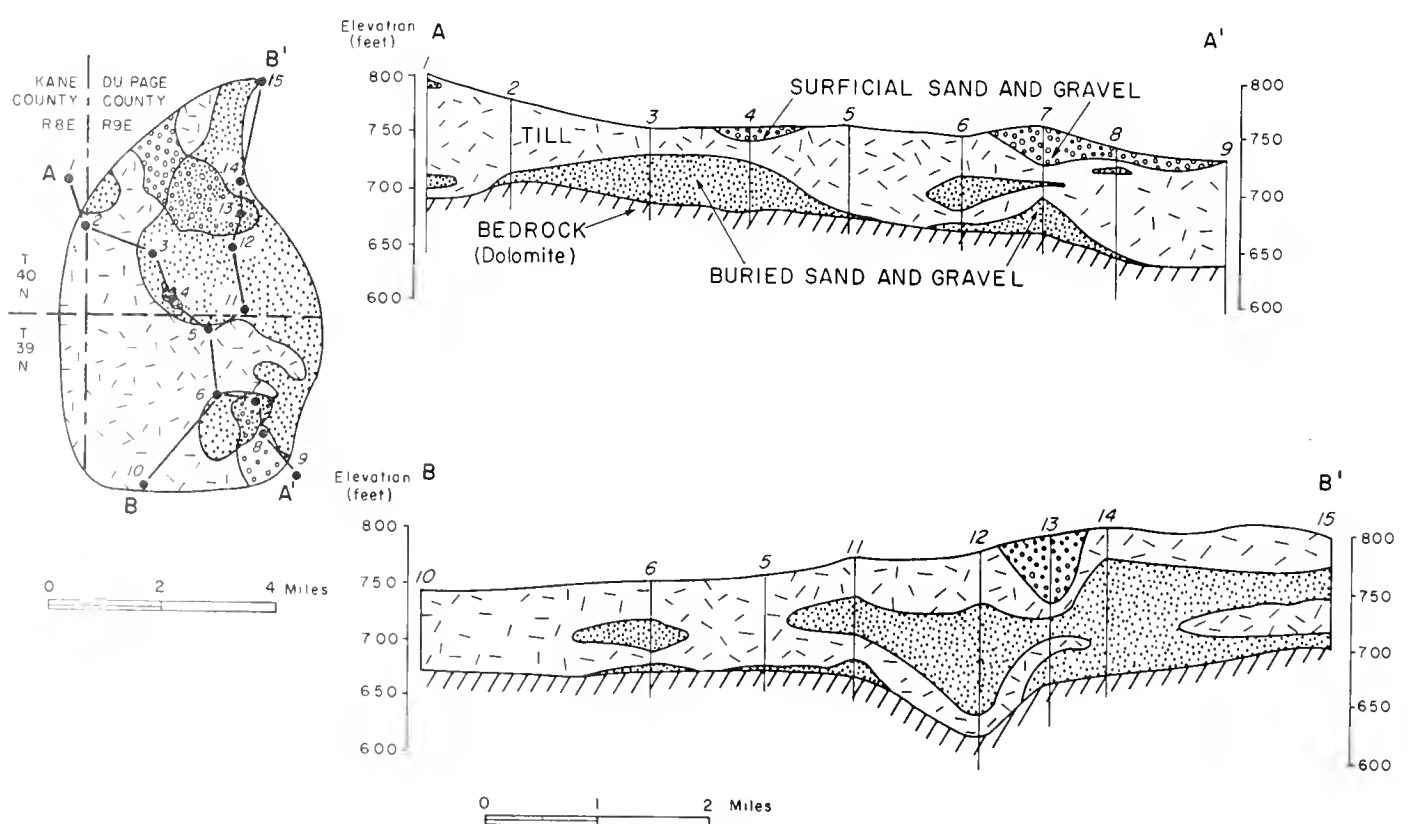 B'
15
KANE
COUNTY
DU PAGE
COUNTY
R8E
R9E
A
1
14
13
2
3
12
T
40
N
4
11
5
T
39
N
6
7
8
9
10
B
A'
0 2 4 Miles
Elevation
(feet)
A
A'
1
2
3
4
5
6
7
8
9
800
750
700
650
600
800
750
700
650
600
SURFICIAL SAND AND GRAVEL
TILL
BEDROCK
(Dolomite)
BURIED SAND AND GRAVEL
Elevation
(feet)
B
B'
10
6
5
11
12
13
14
15
800
750
700
650
600
800
750
700
650
600
0 1 2 Miles